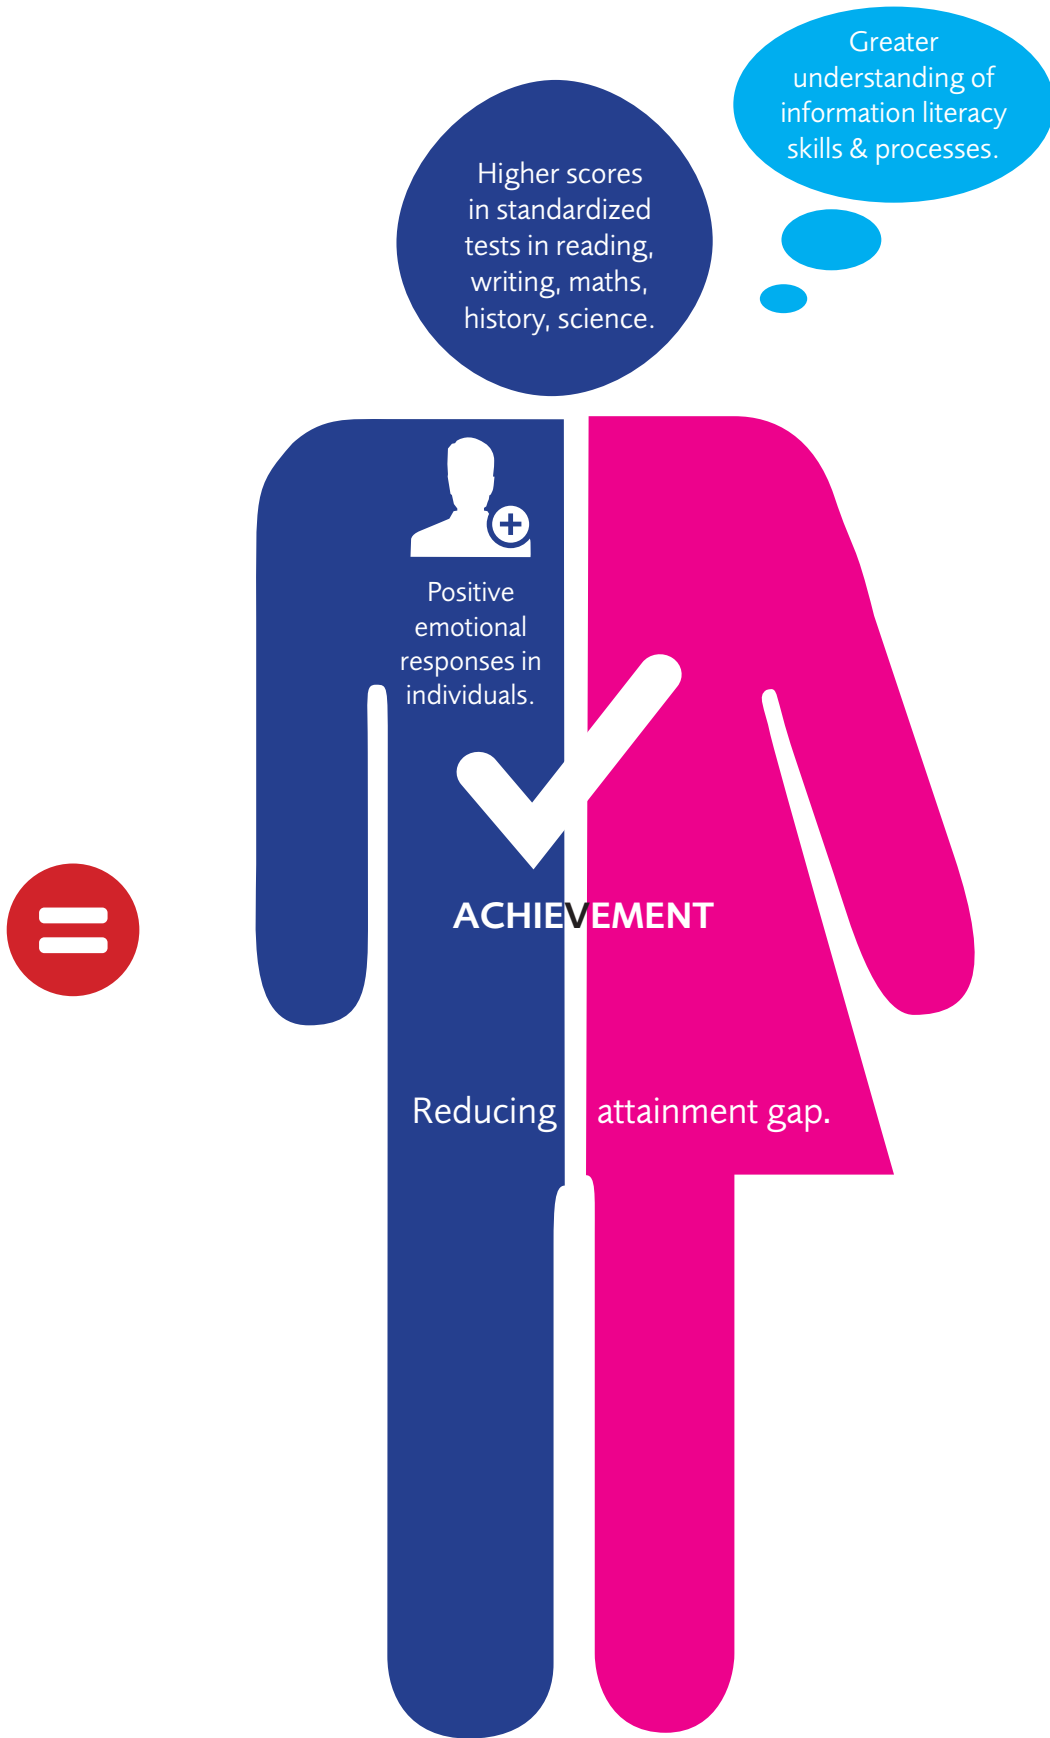 Greater
understanding of
information literacy
skills & processes.
Higher scores
in standardized
tests in reading,
writing, maths,
history, science.
Positive
emotional
responses in
individuals.
ACHIEVEMENT
Reducing attainment gap.